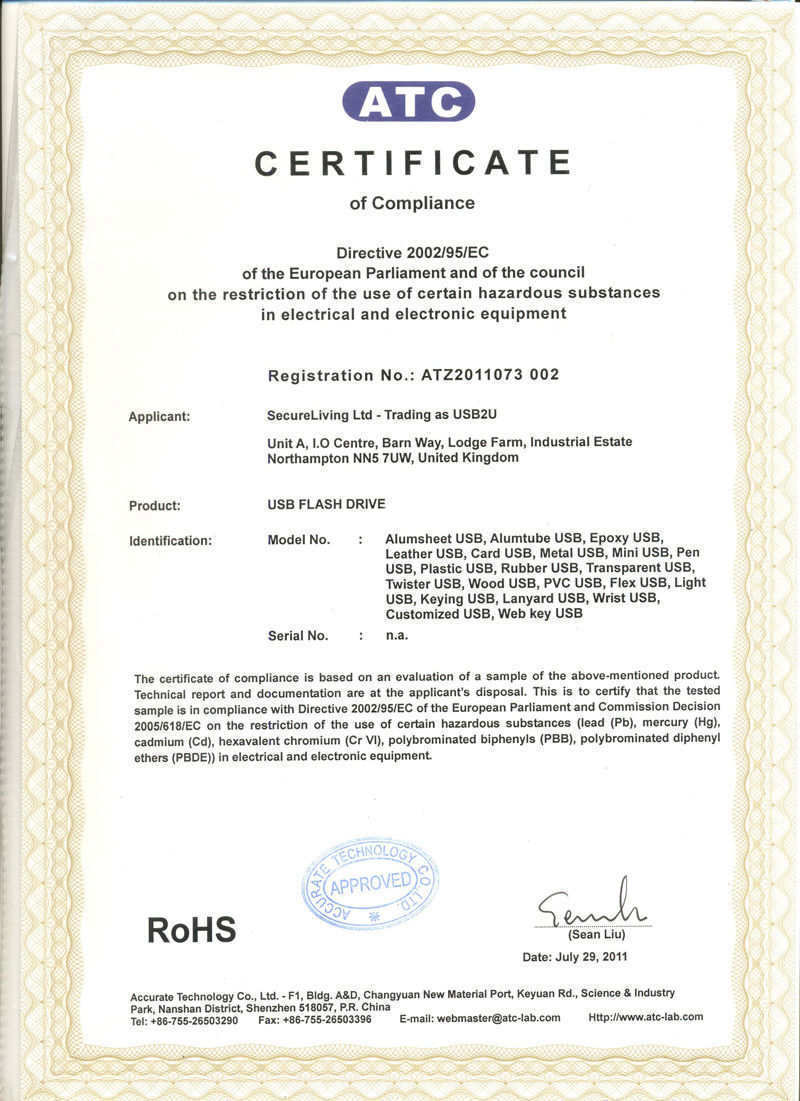 ATC
CERTIFICATE
of Compliance
Directive 2002/95/EC
of the European Parliament and of the council
on the restriction of the use of certain hazardous substances
in electrical and electronic equipment
Registration No.: ATZ2011073 002
Applicant: SecureLiving Ltd - Trading as USB2U
Unit A, I.O Centre, Barn Way, Lodge Farm, Industrial Estate
Northampton NN5 7UW, United Kingdom
Product: USB FLASH DRIVE
Identification: Model No. : Alumsheet USB, Alumtube USB, Epoxy USB,
Leather USB, Card USB, Metal USB, Mini USB, Pen
USB, Plastic USB, Rubber USB, Transparent USB,
Twister USB, Wood USB, PVC USB, Flex USB, Light
USB, Keying USB, Lanyard USB, Wrist USB,
Customized USB, Web key USB
Serial No. : n.a.
The certificate of compliance is based on an evaluation of a sample of the above-mentioned product.
Technical report and documentation are at the applicant's disposal. This is to certify that the tested
sample is in compliance with Directive 2002/95/EC of the European Parliament and Commission Decision
2005/618/EC on the restriction of the use of certain hazardous substances (lead (Pb), mercury (Hg),
cadmium (Cd), hexavalent chromium (Cr VI), polybrominated biphenyls (PBB), polybrominated diphenyl
ethers (PBDE)) in electrical and electronic equipment.
ACCURATE TECHNOLOGY CO., LTD.
APPROVED
RoHS
(Sean Liu)
Date: July 29, 2011
Accurate Technology Co., Ltd. - F1, Bldg. A&D, Changyuan New Material Port, Keyuan Rd., Science & Industry
Park, Nanshan District, Shenzhen 518057, P.R. China
Tel: +86-755-26503290 Fax: +86-755-26503396 E-mail: webmaster@atc-lab.com Http://www.atc-lab.com